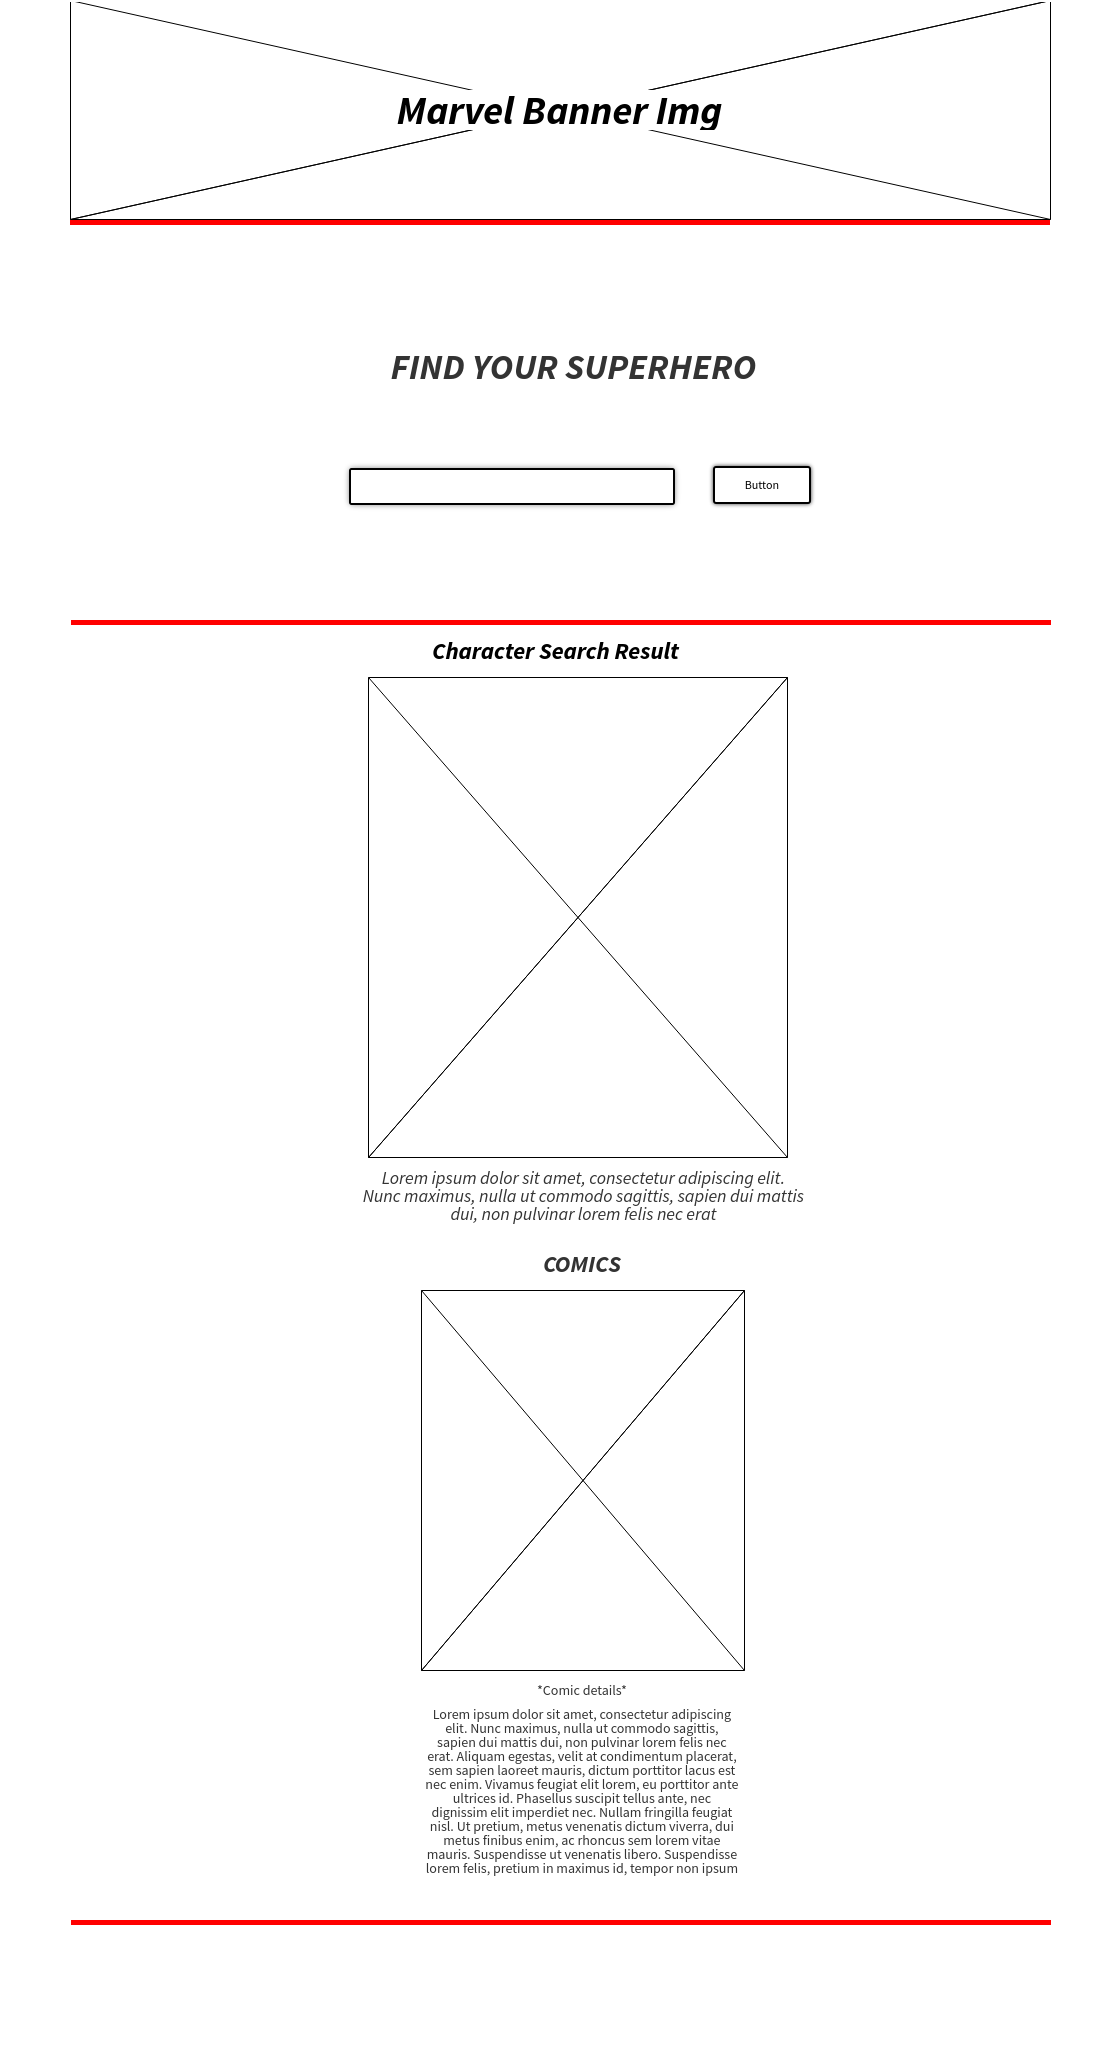 Marvel Banner Img
FIND YOUR SUPERHERO
Button
Character Search Result
Lorem ipsum dolor sit amet, consectetur adipiscing elit.
Nunc maximus, nulla ut commodo sagittis, sapien dui mattis
dui, non pulvinar lorem felis nec erat
COMICS
*Comic details*
Lorem ipsum dolor sit amet, consectetur adipiscing
elit. Nunc maximus, nulla ut commodo sagittis,
sapien dui mattis dui, non pulvinar lorem felis nec
erat. Aliquam egestas, velit at condimentum placerat,
sem sapien laoreet mauris, dictum porttitor lacus est
nec enim. Vivamus feugiat elit lorem, eu porttitor ante
ultrices id. Phasellus suscipit tellus ante, nec
dignissim elit imperdiet nec. Nullam fringilla feugiat
nisl. Ut pretium, metus venenatis dictum viverra, dui
metus finibus enim, ac rhoncus sem lorem vitae
mauris. Suspendisse ut venenatis libero. Suspendisse
lorem felis, pretium in maximus id, tempor non ipsum